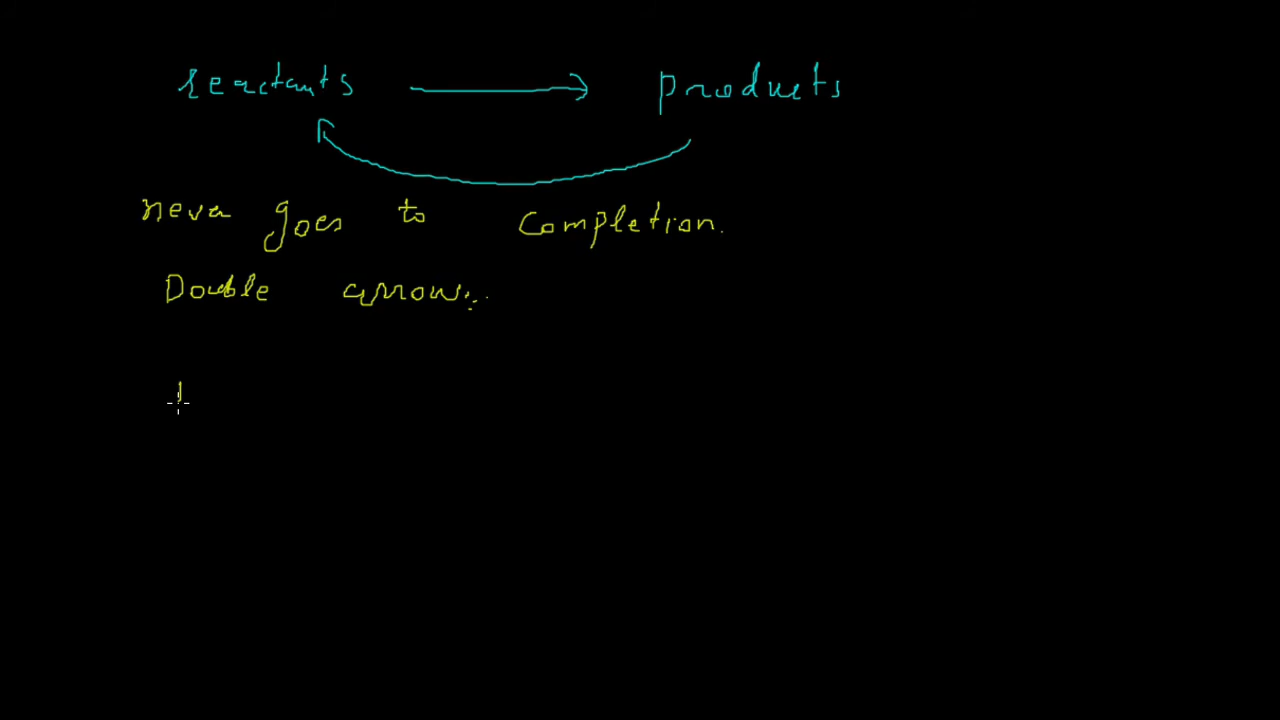 reactants → products
never goes to completion.
Double arrow.